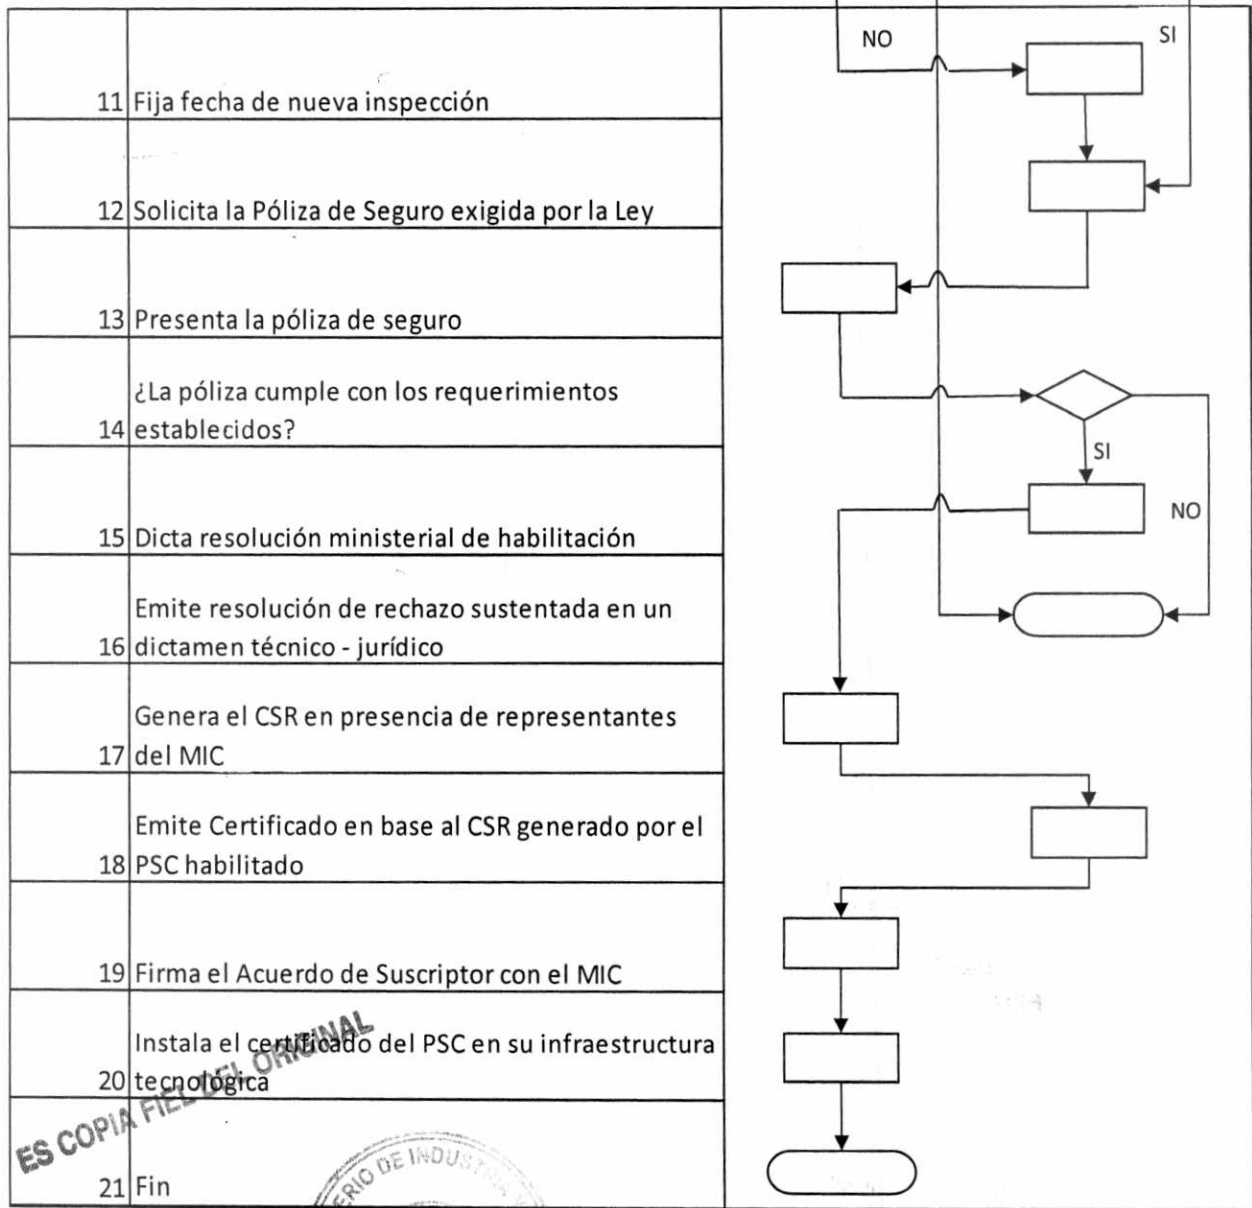 NO
SI
11 Fija fecha de nueva inspección
12 Solicita la Póliza de Seguro exigida por la Ley
13 Presenta la póliza de seguro
¿La póliza cumple con los requerimientos
14 establecidos?
SI
NO
15 Dicta resolución ministerial de habilitación
Emite resolución de rechazo sustentada en un
16 dictamen técnico - jurídico
Genera el CSR en presencia de representantes
17 del MIC
Emite Certificado en base al CSR generado por el
18 PSC habilitado
19 Firma el Acuerdo de Suscriptor con el MIC
Instala el certificado del PSC en su infraestructura
20 tecnológica
ES COPIA FIEL DEL ORIGINAL
21 Fin
DE INDUS